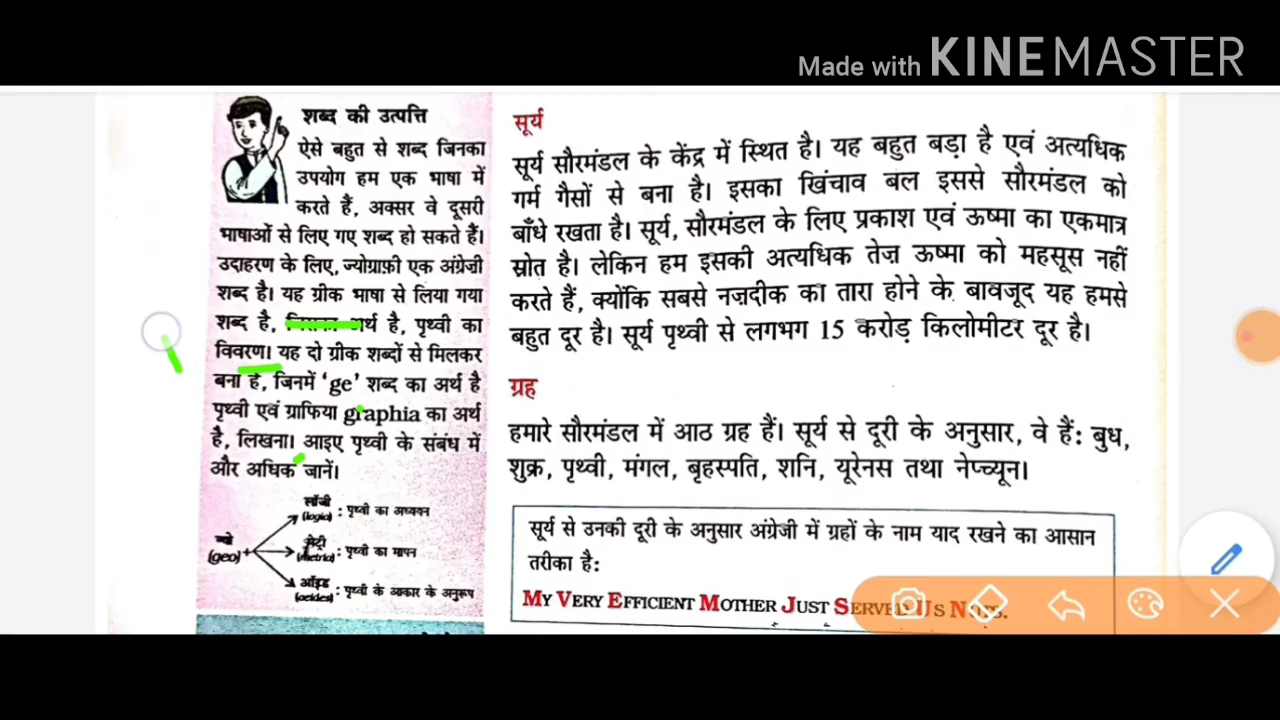 Made with KINEMASTER
शब्द की उत्पत्ति
ऐसे बहुत से शब्द जिनका
उपयोग हम एक भाषा में
करते हैं, अक्सर वे दूसरी
भाषाओं से लिए गए शब्द हो सकते हैं।
उदाहरण के लिए, ज्योग्राफ़ी एक अंग्रेज़ी
शब्द है। यह ग्रीक भाषा से लिया गया
शब्द है, अर्थ है, पृथ्वी का
विवरण। यह दो ग्रीक शब्दों से मिलकर
बना है, जिनमें ‘ge’ शब्द का अर्थ है
पृथ्वी एवं ग्राफिया graphia का अर्थ
है, लिखना। आइए पृथ्वी के संबंध में
और अधिक जानें।
ज्यो
(geo)+
लॉजी
(logia) : पृथ्वी का अध्ययन
मेट्री
(metria) : पृथ्वी का मापन
ऑइड
(oeides) : पृथ्वी के आकार के अनुरूप
सूर्य
सूर्य सौरमंडल के केंद्र में स्थित है। यह बहुत बड़ा है एवं अत्यधिक
गर्म गैसों से बना है। इसका खिंचाव बल इससे सौरमंडल को
बाँधे रखता है। सूर्य, सौरमंडल के लिए प्रकाश एवं ऊष्मा का एकमात्र
स्रोत है। लेकिन हम इसकी अत्यधिक तेज़ ऊष्मा को महसूस नहीं
करते हैं, क्योंकि सबसे नज़दीक का तारा होने के बावजूद यह हमसे
बहुत दूर है। सूर्य पृथ्वी से लगभग 15 करोड़ किलोमीटर दूर है।
ग्रह
हमारे सौरमंडल में आठ ग्रह हैं। सूर्य से दूरी के अनुसार, वे हैं: बुध,
शुक्र, पृथ्वी, मंगल, बृहस्पति, शनि, यूरेनस तथा नेप्च्यून।
सूर्य से उनकी दूरी के अनुसार अंग्रेजी में ग्रहों के नाम याद रखने का आसान
तरीका है:
MY VERY EFFICIENT MOTHER JUST SERVED US NUTS.